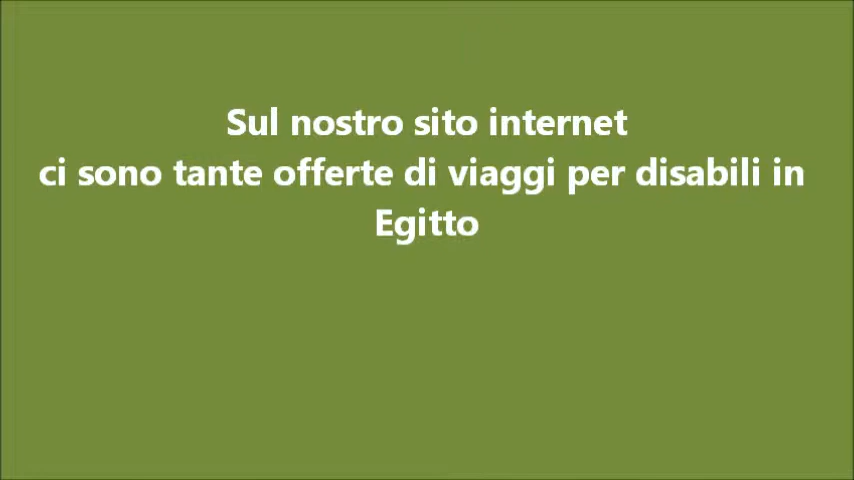 Sul nostro sito internet
ci sono tante offerte di viaggi per disabili in
Egitto